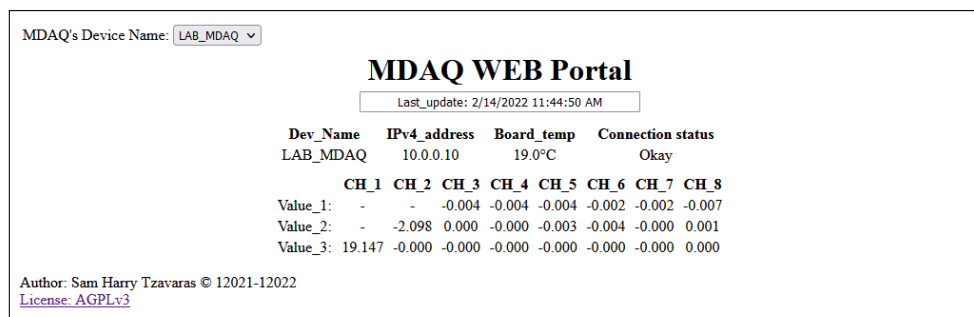 MDAQ's Device Name: LAB_MDAQ
MDAQ WEB Portal
Last_update: 2/14/2022 11:44:50 AM
Dev_Name IPv4_address Board_temp Connection status
LAB_MDAQ 10.0.0.10 19.0°C Okay
CH_1 CH_2 CH_3 CH_4 CH_5 CH_6 CH_7 CH_8
Value_1: - - -0.004 -0.004 -0.004 -0.002 -0.002 -0.007
Value_2: - -2.098 0.000 -0.000 -0.003 -0.004 -0.000 0.001
Value_3: 19.147 -0.000 -0.000 -0.000 -0.000 -0.000 -0.000 0.000
Author: Sam Harry Tzavaras © 12021-12022
License: AGPLv3